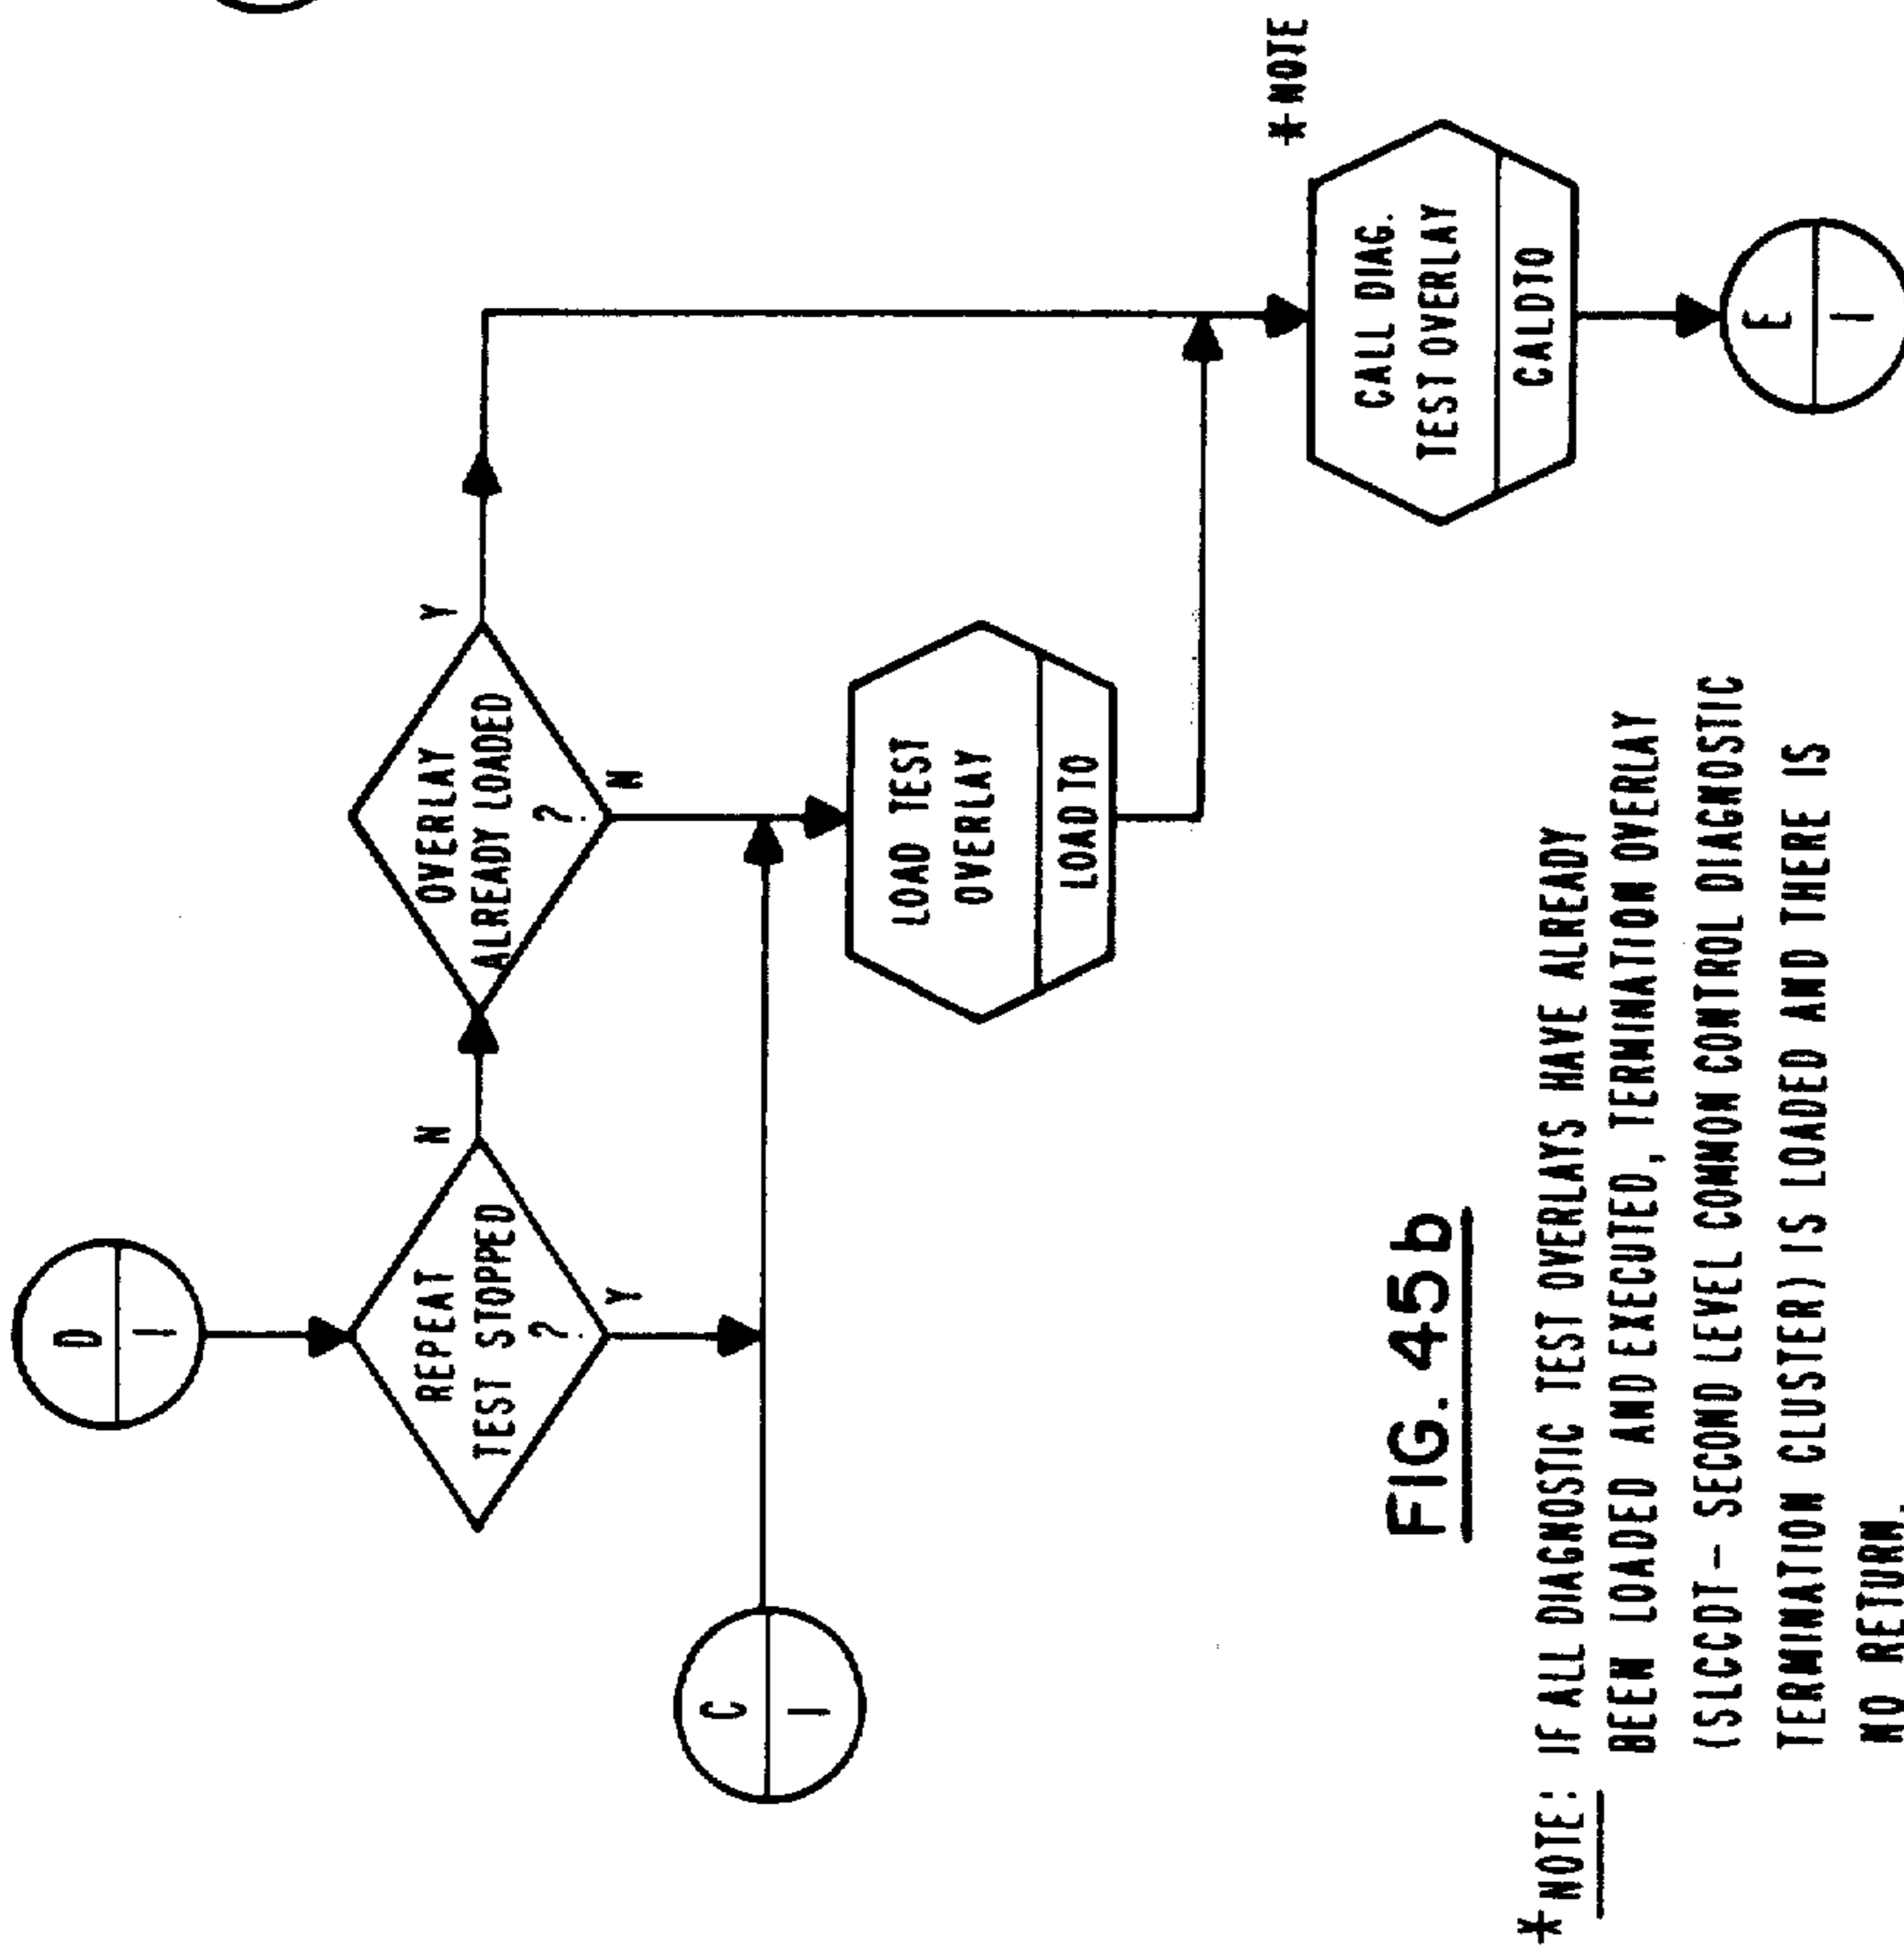 D
1
REPEAT
TEST STOPPED
?
N
Y
OVERLAY
ALREADY LOADED
?
Y
N
C
1
LOAD TEST
OVERLAY
LOADTO
* NOTE
CALL DIAG.
TEST OVERLAY
CALDTO
E
1
FIG. 45b
* NOTE: IF ALL DIAGNOSTIC TEST OVERLAYS HAVE ALREADY
BEEN LOADED AND EXECUTED, TERMINATION OVERLAY
(SLCCDT - SECOND LEVEL COMMON CONTROL DIAGNOSTIC
TERMINATION CLUSTER) IS LOADED AND THERE IS
NO RETURN.